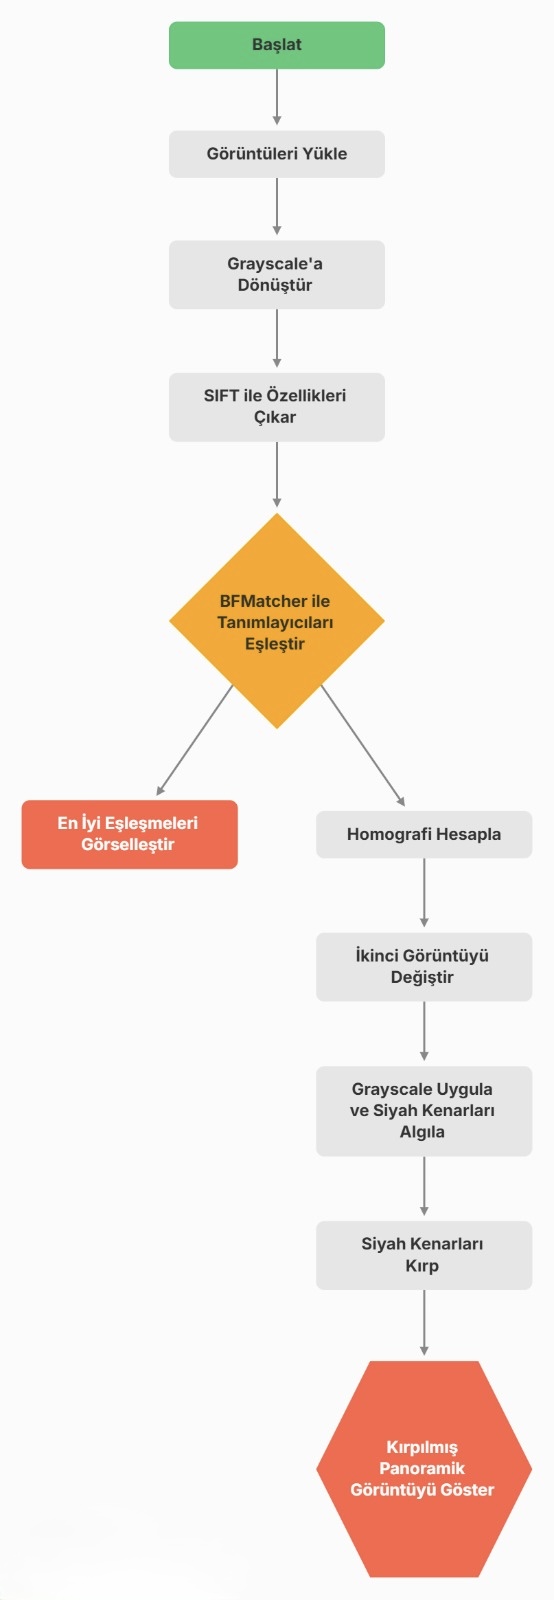 Başlat
Görüntüleri Yükle
Grayscale'a
Dönüştür
SIFT ile Özellikleri
Çıkar
BFMatcher ile
Tanımlayıcıları
Eşleştir
En İyi Eşleşmeleri
Görselleştir
Homografi Hesapla
İkinci Görüntüyü
Değiştir
Grayscale Uygula
ve Siyah Kenarları
Algıla
Siyah Kenarları
Kırp
Kırpılmış
Panoramik
Görüntüyü Göster